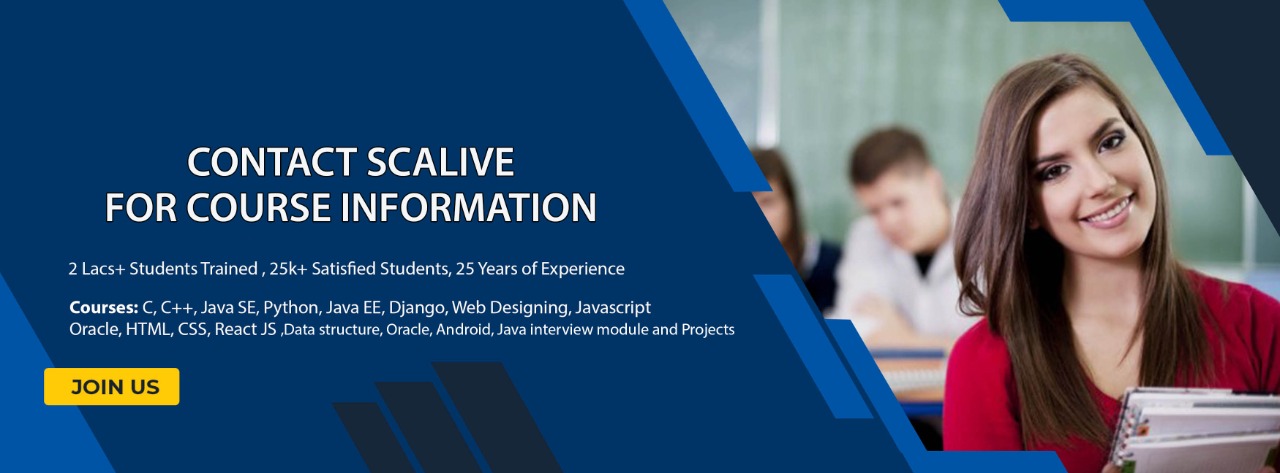 CONTACT SCALIVE
FOR COURSE INFORMATION
2 Lacs+ Students Trained , 25k+ Satisfied Students, 25 Years of Experience
Courses: C, C++, Java SE, Python, Java EE, Django, Web Designing, Javascript
Oracle, HTML, CSS, React JS ,Data structure, Oracle, Android, Java interview module and Projects
JOIN US